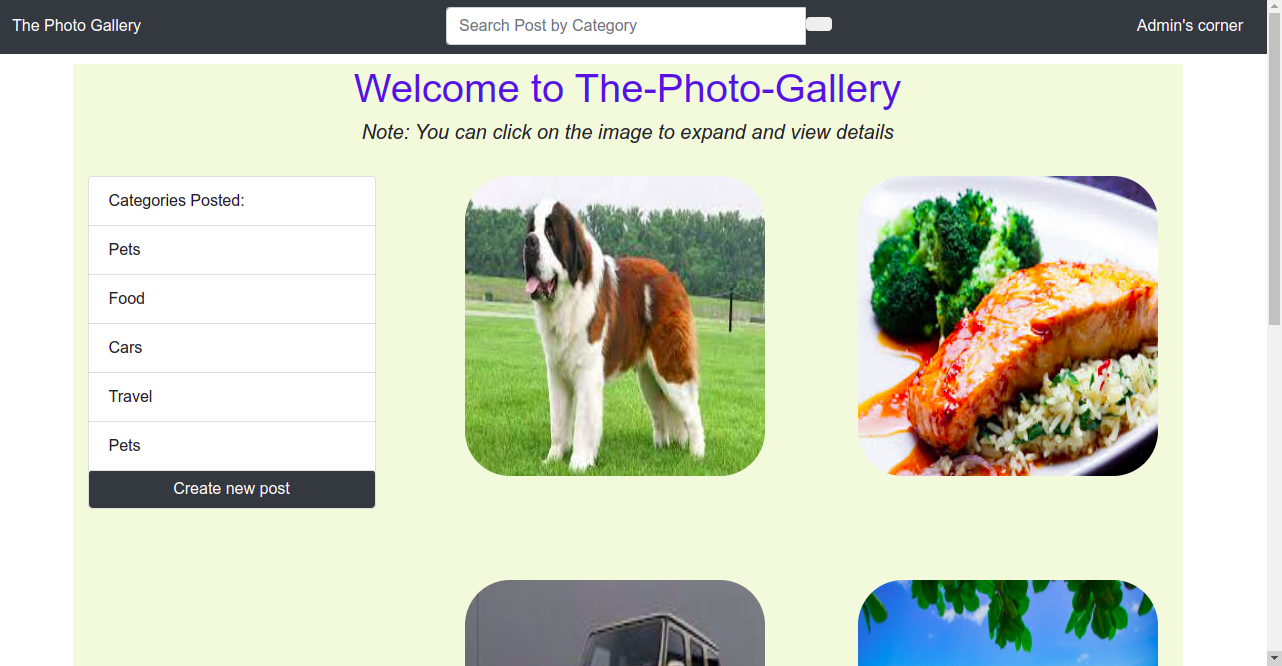 The Photo Gallery
Search Post by Category
Admin's corner
Welcome to The-Photo-Gallery
Note: You can click on the image to expand and view details
Categories Posted:
Pets
Food
Cars
Travel
Pets
Create new post